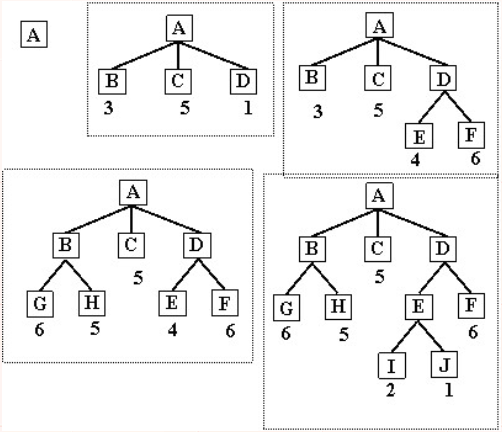 A
A
B C D
3 5 1
A
B C D
3 5
E F
4 6
A
B C D
5
G H E F
6 5 4 6
A
B C D
5
G H E F
6 5 6
I J
2 1